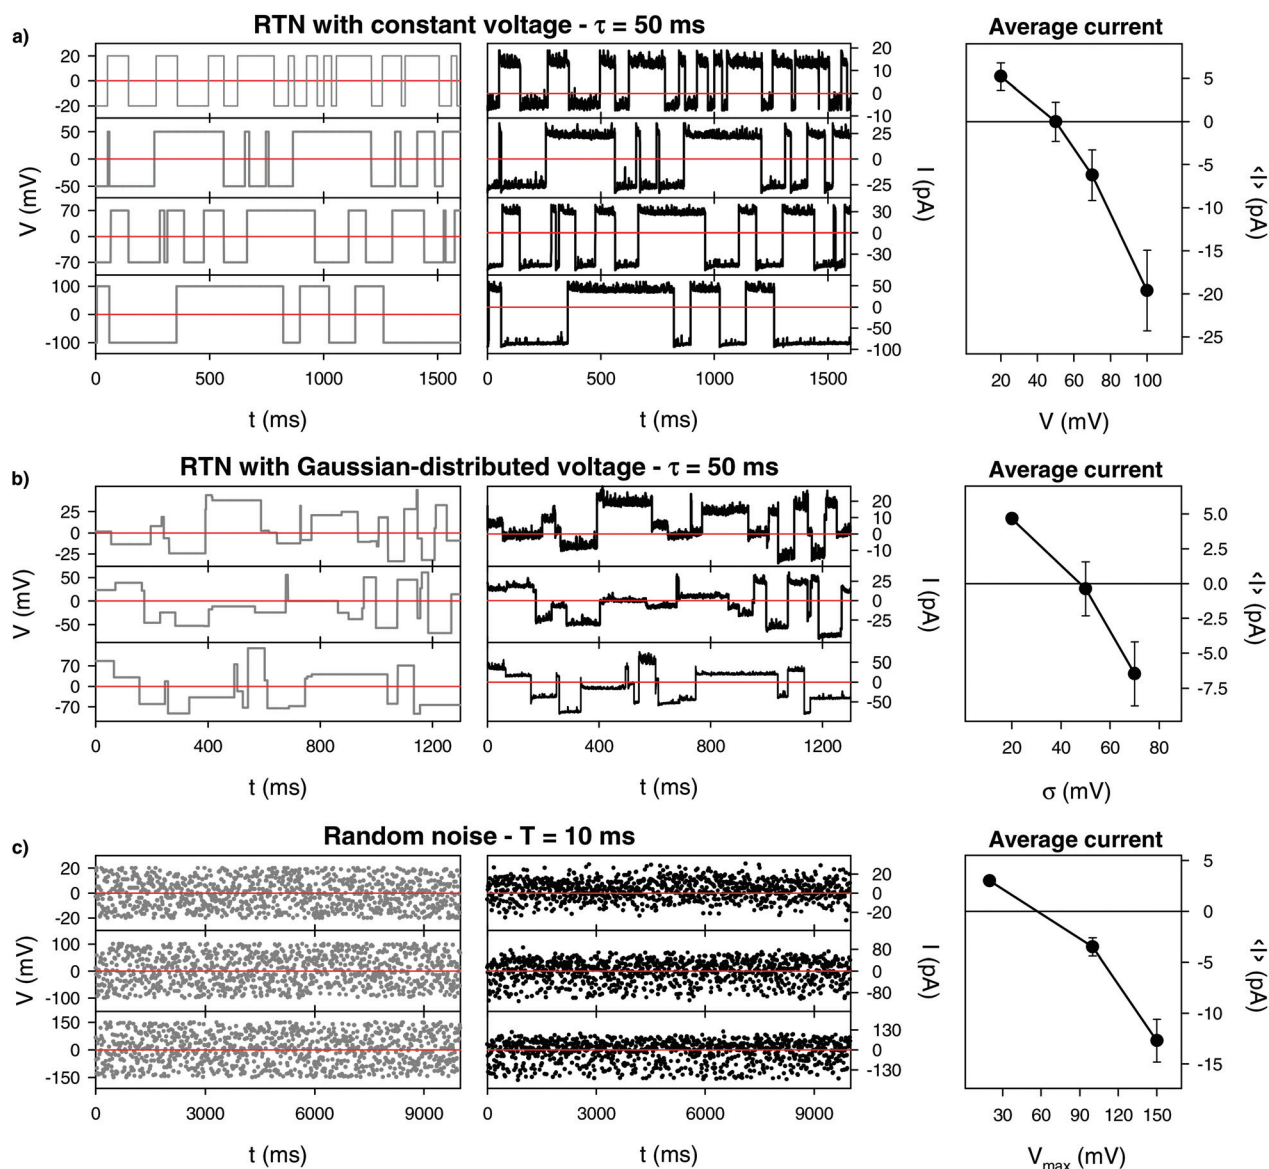 a)
RTN with constant voltage - τ = 50 ms
Average current
20
0
-20
50
0
-50
70
0
-70
100
0
-100
V (mV)
0 500 1000 1500
t (ms)
20
10
0
-10
25
0
-25
30
0
-30
50
0
-50
-100
I (pA)
0 500 1000 1500
t (ms)
5
0
-5
-10
-15
-20
-25
<I> (pA)
20 40 60 80 100
V (mV)
b)
RTN with Gaussian-distributed voltage - τ = 50 ms
Average current
25
0
-25
50
0
-50
70
0
-70
V (mV)
0 400 800 1200
t (ms)
20
10
0
-10
25
0
-25
50
0
-50
I (pA)
0 400 800 1200
t (ms)
5.0
2.5
0.0
-2.5
-5.0
-7.5
<I> (pA)
20 40 60 80
σ (mV)
c)
Random noise - T = 10 ms
Average current
20
0
-20
100
0
-100
150
0
-150
V (mV)
0 3000 6000 9000
t (ms)
20
0
-20
80
0
-80
130
0
-130
I (pA)
0 3000 6000 9000
t (ms)
5
0
-5
-10
-15
<I> (pA)
30 60 90 120 150
Vmax (mV)